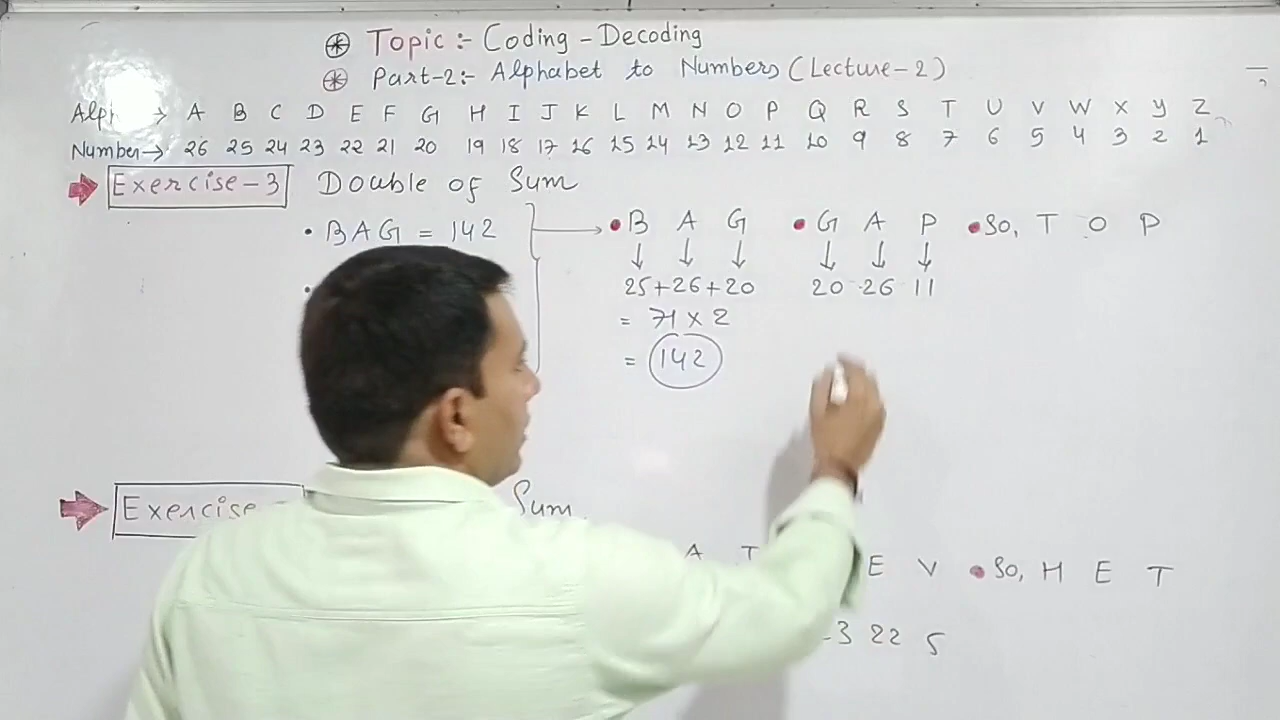 Topic:- Coding - Decoding
Part-2:- Alphabet to Numbers (Lecture-2)
→ A B C D E F G H I J K L M N O P Q R S T U V W X Y Z
Number→ 26 25 24 23 22 21 20 19 18 17 16 15 14 13 12 11 10 9 8 7 6 5 4 3 2 1
Exercise-3 Double of Sum
• BAG = 142
• B A G • G A P • So, T O P
↓ ↓ ↓ ↓ ↓ ↓
25+26+20 20 26 11
= 71 x 2
= 142
Exercise Sum
A T E V • So, H E T
22 5